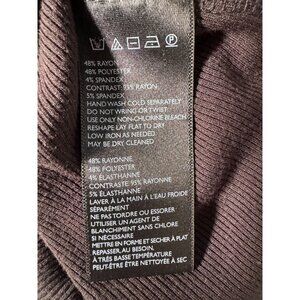 48% RAYON
48% POLYESTER
4% SPANDEX
CONTRAST: 95% RAYON
5% SPANDEX
HAND WASH COLD SEPARATELY
DO NOT WRING OR TWIST
USE ONLY NON-CHLORINE BLEACH
RESHAPE LAY FLAT TO DRY
LOW IRON AS NEEDED
MAY BE DRY CLEANED
48% RAYONNE
48% POLYESTER
4% ÉLASTHANNE
CONTRASTE: 95% RAYONNE
5% ÉLASTHANNE
LAVER À LA MAIN À L'EAU FROIDE
SÉPARÉMENT
NE PAS TORDRE OU ESSORER
UTILISER UN AGENT DE
BLANCHIMENT SANS CHLORE
SI NÉCESSAIRE
METTRE EN FORME ET SÉCHER À PLAT
REPASSER, AU BESOIN,
À TRÈS BASSE TEMPÉRATURE
PEUT-ÊTRE ÊTRE NETTOYÉE À SEC